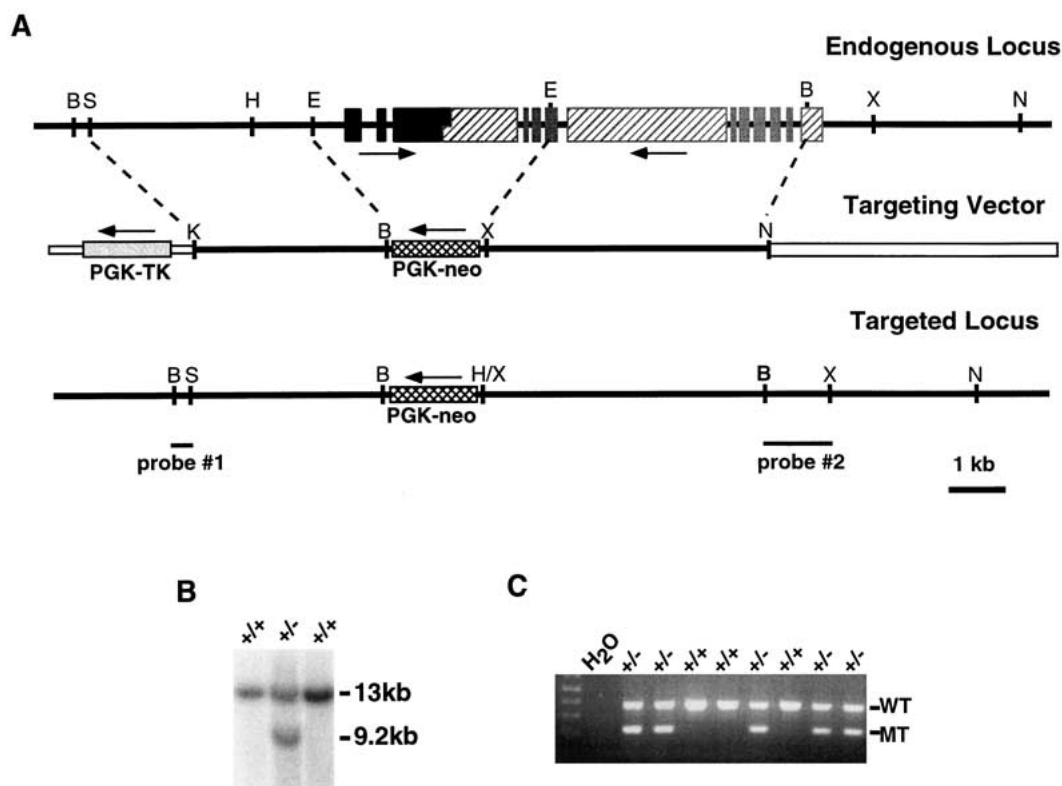 A
Endogenous Locus
B S H E E B X N
Targeting Vector
K B X N
PGK-TK PGK-neo
Targeted Locus
B S B H/X B X N
PGK-neo
probe #1 probe #2 1 kb
B
+/+ +/- +/+
13kb
9.2kb
C
H2O +/- +/- +/+ +/+ +/- +/+ +/- +/-
WT
MT